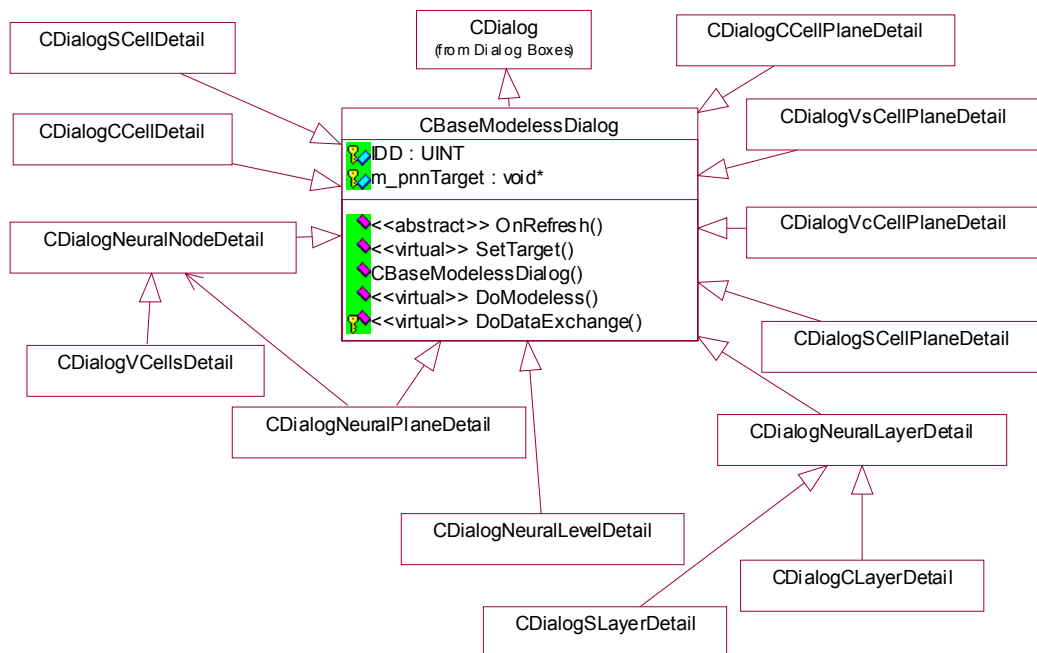 CDialogSCellDetail
CDialog
(from Dialog Boxes)
CDialogCCellPlaneDetail
CDialogCCellDetail
CBaseModelessDialog
CDialogVsCellPlaneDetail
IDD : UINT
m_pnnTarget : void*
CDialogNeuralNodeDetail
<<abstract>> OnRefresh()
<<virtual>> SetTarget()
CBaseModelessDialog()
<<virtual>> DoModeless()
<<virtual>> DoDataExchange()
CDialogVcCellPlaneDetail
CDialogSCellPlaneDetail
CDialogVCellsDetail
CDialogNeuralPlaneDetail
CDialogNeuralLayerDetail
CDialogNeuralLevelDetail
CDialogCLayerDetail
CDialogSLayerDetail